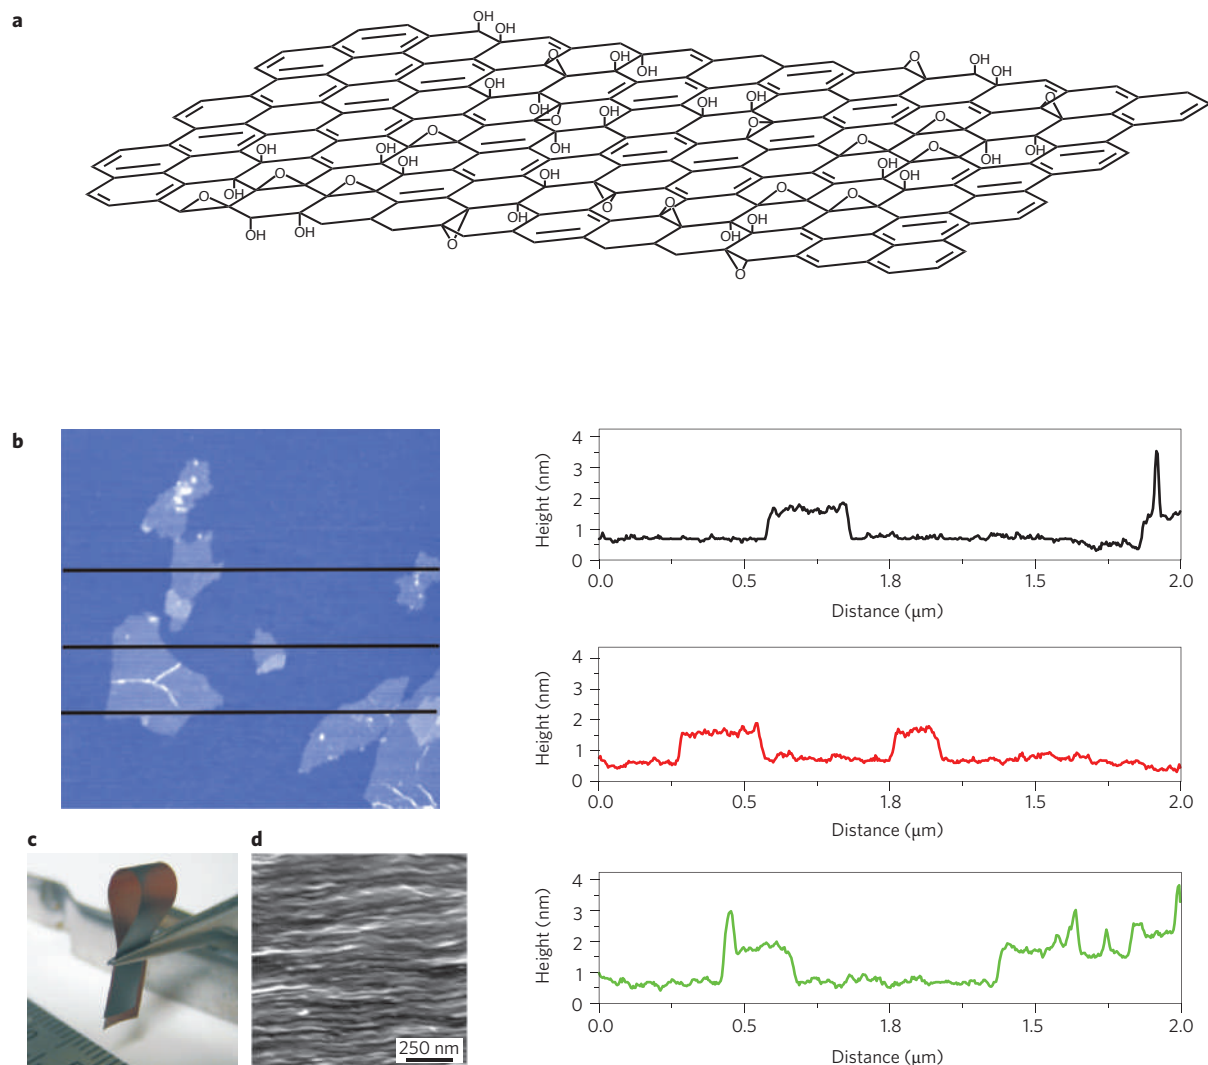 a
OH
OH
O OH O OH
OH OH
OH
OH OH OH O
O OH O O
O
OH OH OH O O OH
OH OH OH
O O OH OH
O OH O O O O
OH OH
OH OH O OH
O
b
4
3
2
1
0
Height (nm)
0.0 0.5 1.8 1.5 2.0
Distance (μm)
4
3
2
1
0
Height (nm)
0.0 0.5 1.8 1.5 2.0
Distance (μm)
c
d
250 nm
4
3
2
1
0
Height (nm)
0.0 0.5 1.8 1.5 2.0
Distance (μm)